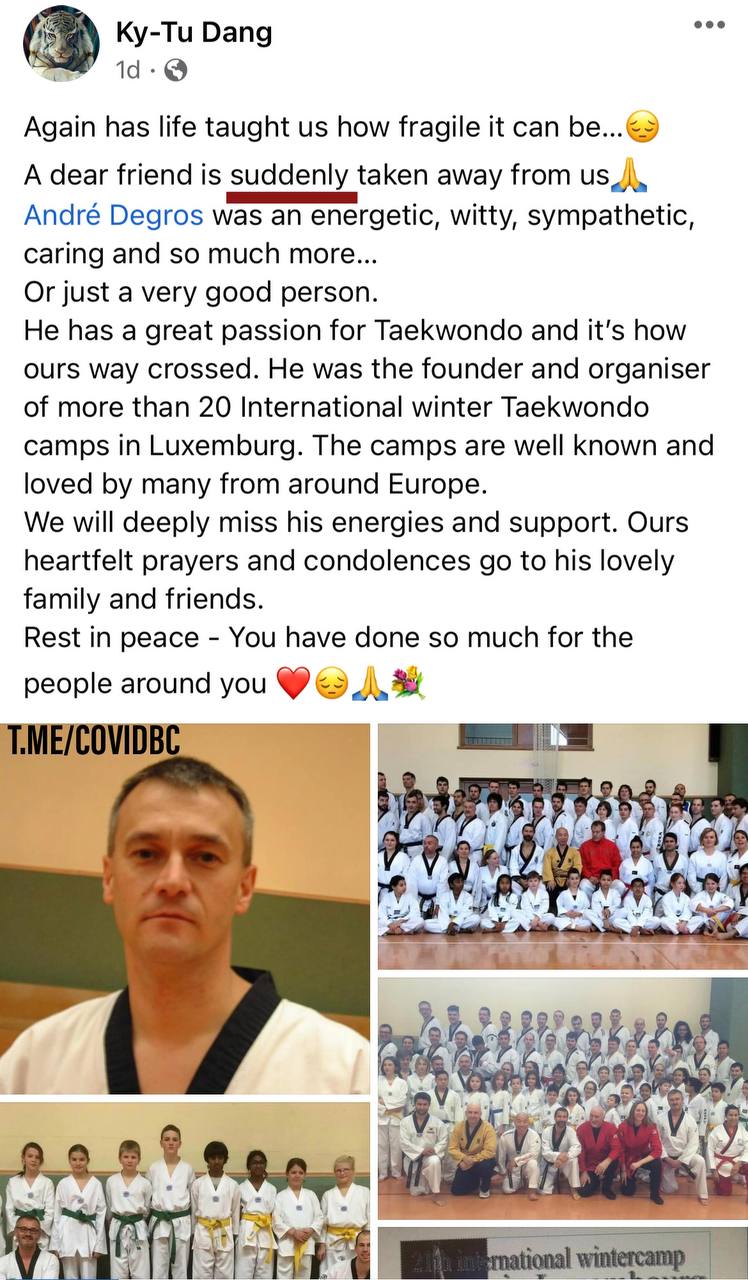 Ky-Tu Dang
1d ·
Again has life taught us how fragile it can be...😔
A dear friend is suddenly taken away from us🙏
André Degros was an energetic, witty, sympathetic,
caring and so much more...
Or just a very good person.
He has a great passion for Taekwondo and it's how
ours way crossed. He was the founder and organiser
of more than 20 International winter Taekwondo
camps in Luxemburg. The camps are well known and
loved by many from around Europe.
We will deeply miss his energies and support. Ours
heartfelt prayers and condolences go to his lovely
family and friends.
Rest in peace - You have done so much for the
people around you ❤️😔🙏💐
T.ME/COVIDBC
21th international wintercamp